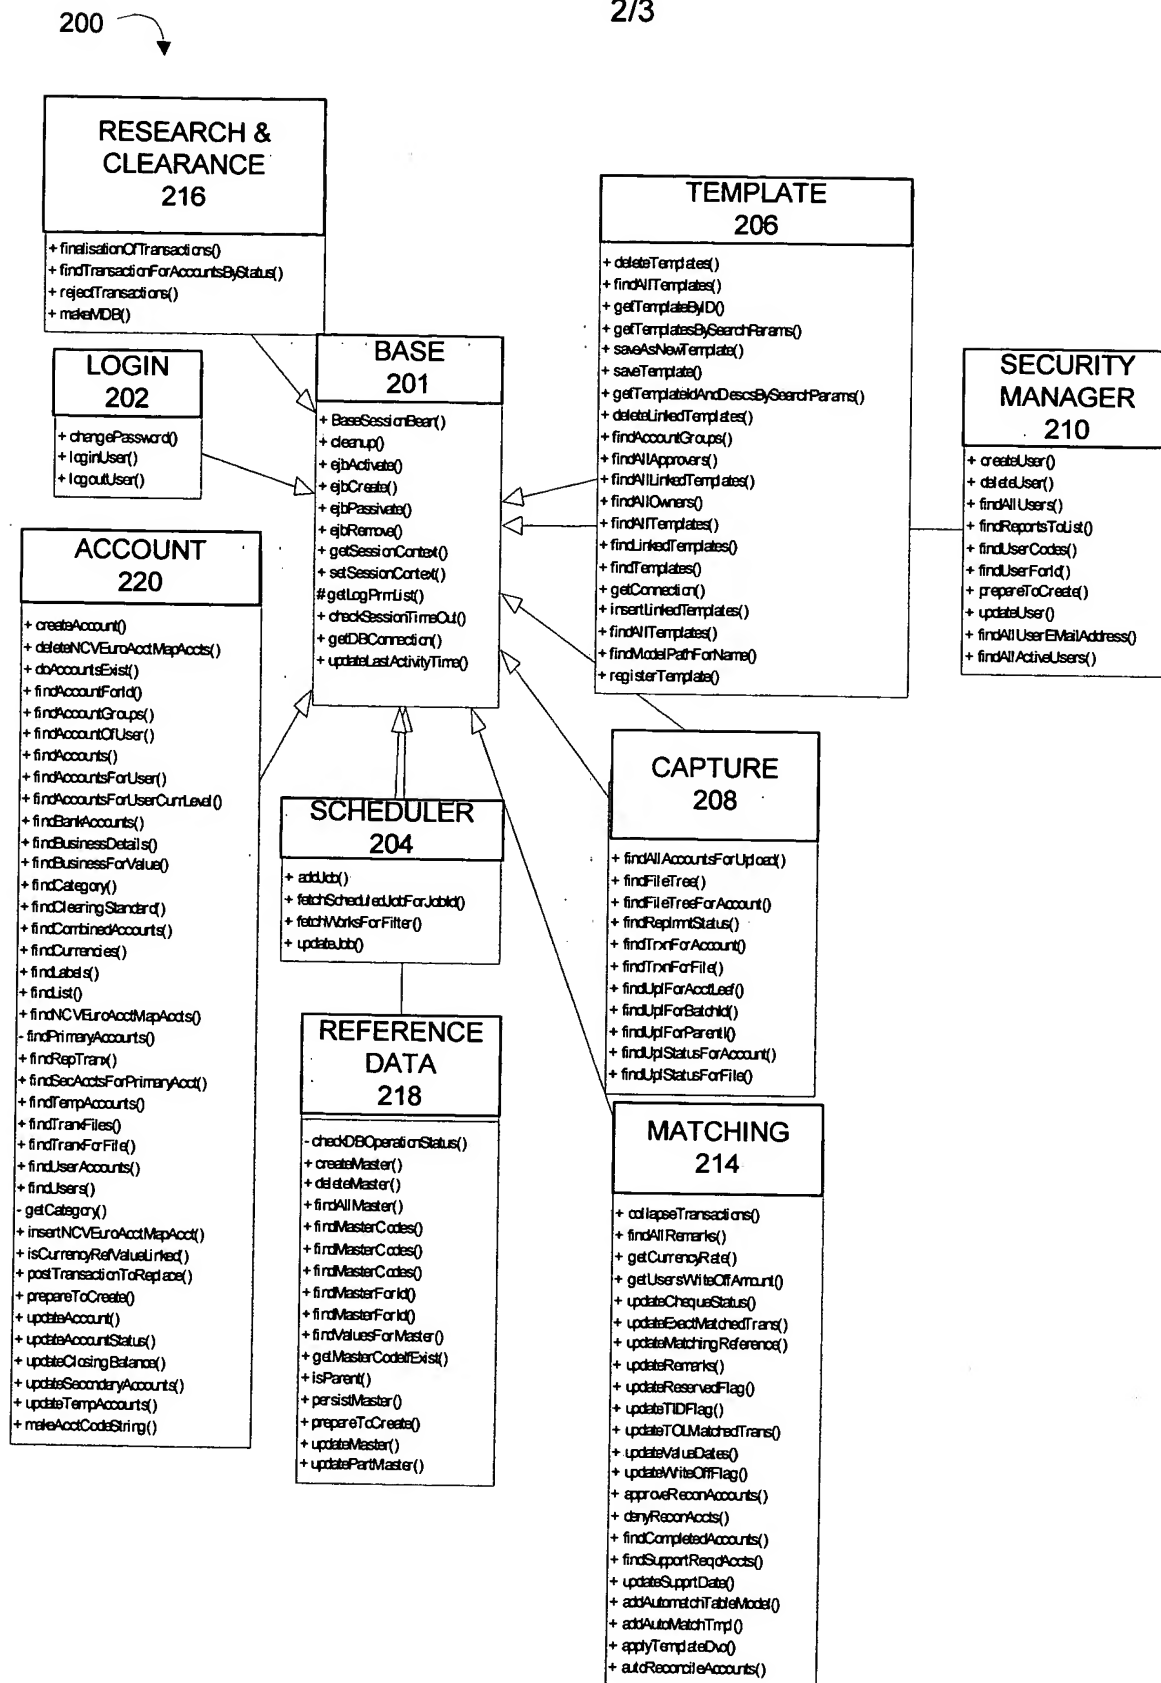 200
2/3
RESEARCH &
CLEARANCE
216
+ finalisationOfTransactions()
+ findTransactionForAccountsByStatus()
+ rejectTransactions()
+ makeMDB()
LOGIN
202
+ changePassword()
+ loginUser()
+ logoutUser()
BASE
201
+ BaseSessionBean()
+ cleanup()
+ ejbActivate()
+ ejbCreate()
+ ejbPassivate()
+ ejbRemove()
+ getSessionContext()
+ setSessionContext()
# getLogPrmList()
+ checkSessionTimeOut()
+ getDBConnection()
+ updateLastActivityTime()
TEMPLATE
206
+ deleteTemplates()
+ findAllTemplates()
+ getTemplateByID()
+ getTemplatesBySearchParams()
+ saveAsNewTemplate()
+ saveTemplate()
+ getTemplateIdAndDescsBySearchParams()
+ deleteLinkedTemplates()
+ findAccountGroups()
+ findAllApprovers()
+ findAllLinkedTemplates()
+ findAllOwners()
+ findAllTemplates()
+ findLinkedTemplates()
+ findTemplates()
+ getConnection()
+ insertLinkedTemplates()
+ findAllTemplates()
+ findModelPathForName()
+ registerTemplate()
SECURITY
MANAGER
210
+ createUser()
+ deleteUser()
+ findAllUsers()
+ findReportsToList()
+ findUserCodes()
+ findUserForId()
+ prepareToCreate()
+ updateUser()
+ findAllUserEMailAddress()
+ findAllActiveUsers()
ACCOUNT
220
+ createAccount()
+ deleteNCVEuroAcctMapAccts()
+ doAccountsExist()
+ findAccountForId()
+ findAccountGroups()
+ findAccountOfUser()
+ findAccounts()
+ findAccountsForUser()
+ findAccountsForUserCurrLevel()
+ findBankAccounts()
+ findBusinessDetails()
+ findBusinessForValue()
+ findCategory()
+ findClearingStandard()
+ findCombinedAccounts()
+ findCurrencies()
+ findLabels()
+ findList()
+ findNCVEuroAcctMapAccts()
- findPrimaryAccounts()
+ findRepTranx()
+ findSecAcctsForPrimaryAcct()
+ findTempAccounts()
+ findTranxFiles()
+ findTranxForFile()
+ findUserAccounts()
+ findUsers()
- getCategory()
+ insertNCVEuroAcctMapAcct()
+ isCurrencyRefValueLinked()
+ postTransactionToReplace()
+ prepareToCreate()
+ updateAccount()
+ updateAccountStatus()
+ updateClosingBalance()
+ updateSecondaryAccounts()
+ updateTempAccounts()
+ makeAcctCodeString()
SCHEDULER
204
+ addJob()
+ fetchScheduledJobForJobId()
+ fetchWorksForFilter()
+ updateJob()
REFERENCE
DATA
218
- checkDBOperationStatus()
+ createMaster()
+ deleteMaster()
+ findAllMaster()
+ findMasterCodes()
+ findMasterCodes()
+ findMasterCodes()
+ findMasterForId()
+ findMasterForId()
+ findValuesForMaster()
+ getMasterCodeIfExist()
+ isParent()
+ persistMaster()
+ prepareToCreate()
+ updateMaster()
+ updatePartMaster()
CAPTURE
208
+ findAllAccountsForUpload()
+ findFileTree()
+ findFileTreeForAccount()
+ findReplmntStatus()
+ findTrxnForAccount()
+ findTrxnForFile()
+ findUplForAcctLeaf()
+ findUplForBatchId()
+ findUplForParentI()
+ findUplStatusForAccount()
+ findUplStatusForFile()
MATCHING
214
+ collapseTransactions()
+ findAllRemarks()
+ getCurrencyRate()
+ getUsersWriteOffAmount()
+ updateChequeStatus()
+ updateExactMatchedTrans()
+ updateMatchingReference()
+ updateRemarks()
+ updateReservedFlag()
+ updateTIDFlag()
+ updateTOLMatchedTrans()
+ updateValueDates()
+ updateWriteOffFlag()
+ approveReconAccounts()
+ denyReconAccts()
+ findCompletedAccounts()
+ findSupportReqdAccts()
+ updateSupprtDate()
+ addAutomatchTableModel()
+ addAutoMatchTmp()
+ applyTemplateDvo()
+ autoReconcileAccounts()